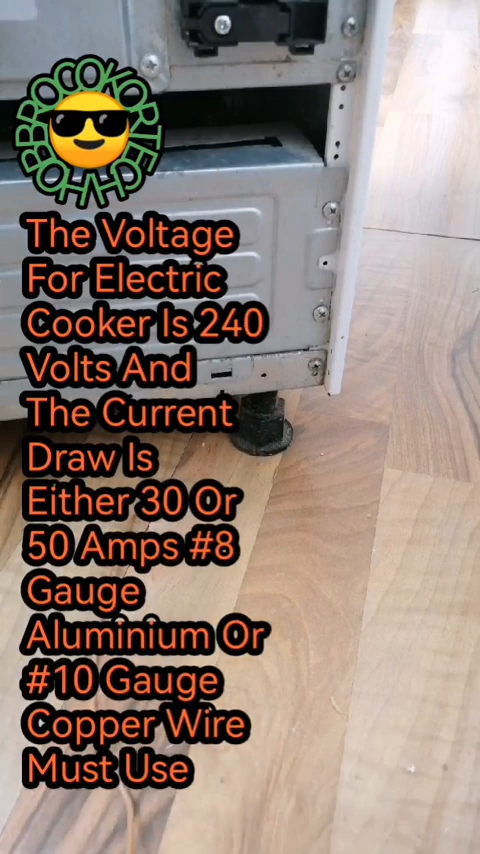 BROCOKORTECHVHB
The Voltage
For Electric
Cooker Is 240
Volts And
The Current
Draw Is
Either 30 Or
50 Amps #8
Gauge
Aluminium Or
#10 Gauge
Copper Wire
Must Use